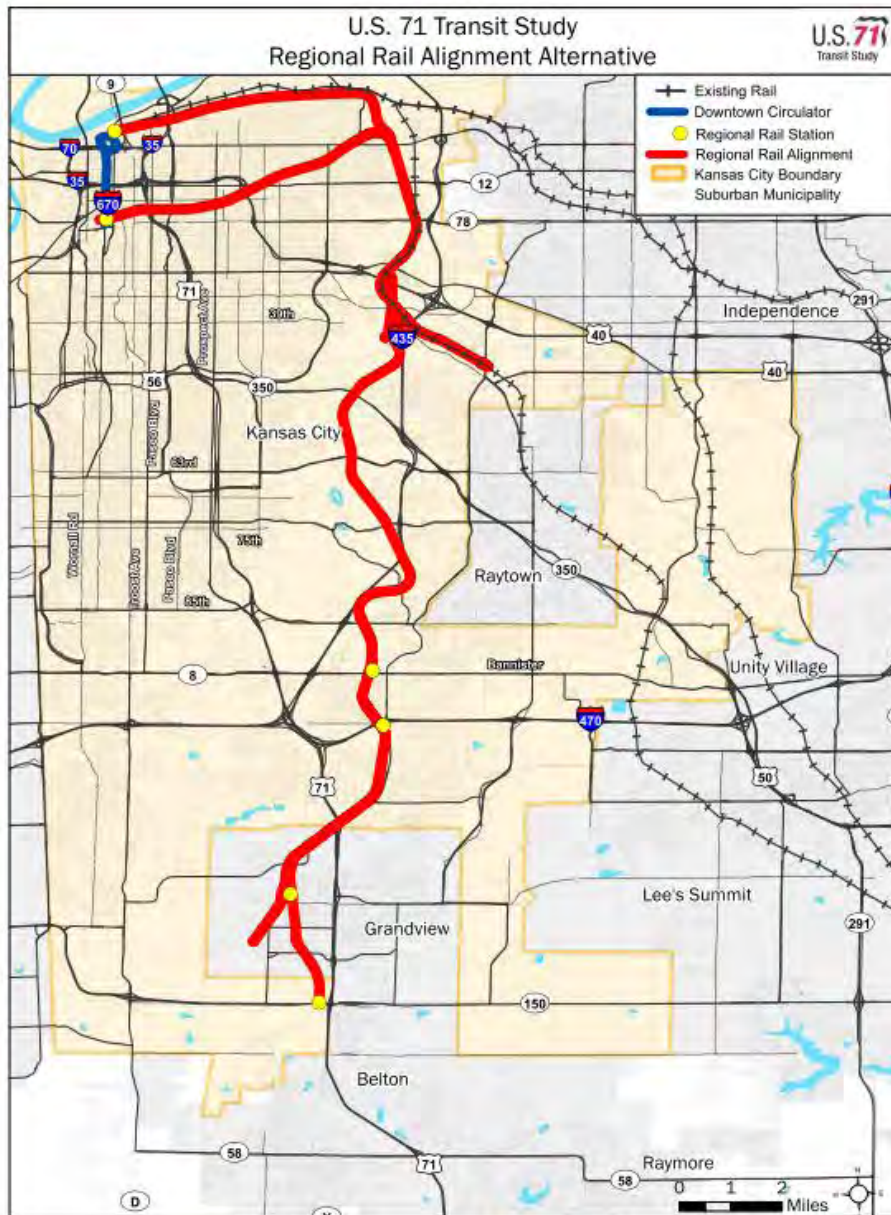 U.S. 71 Transit Study
Regional Rail Alignment Alternative
U.S. 71
Transit Study
Existing Rail
Downtown Circulator
Regional Rail Station
Regional Rail Alignment
Kansas City Boundary
Suburban Municipality
9
70
35
35
670
12
78
71
Prospect Ave
39th
291
Independence
435
40
40
56
350
Paseo Blvd
Kansas City
63rd
Wornall Rd
75th
Troost Ave
Paseo Blvd
85th
350
Raytown
8
Bannister
Unity Village
470
71
50
Lee's Summit
Grandview
291
150
Belton
58
71
58
Raymore
D
0 1 2
Miles